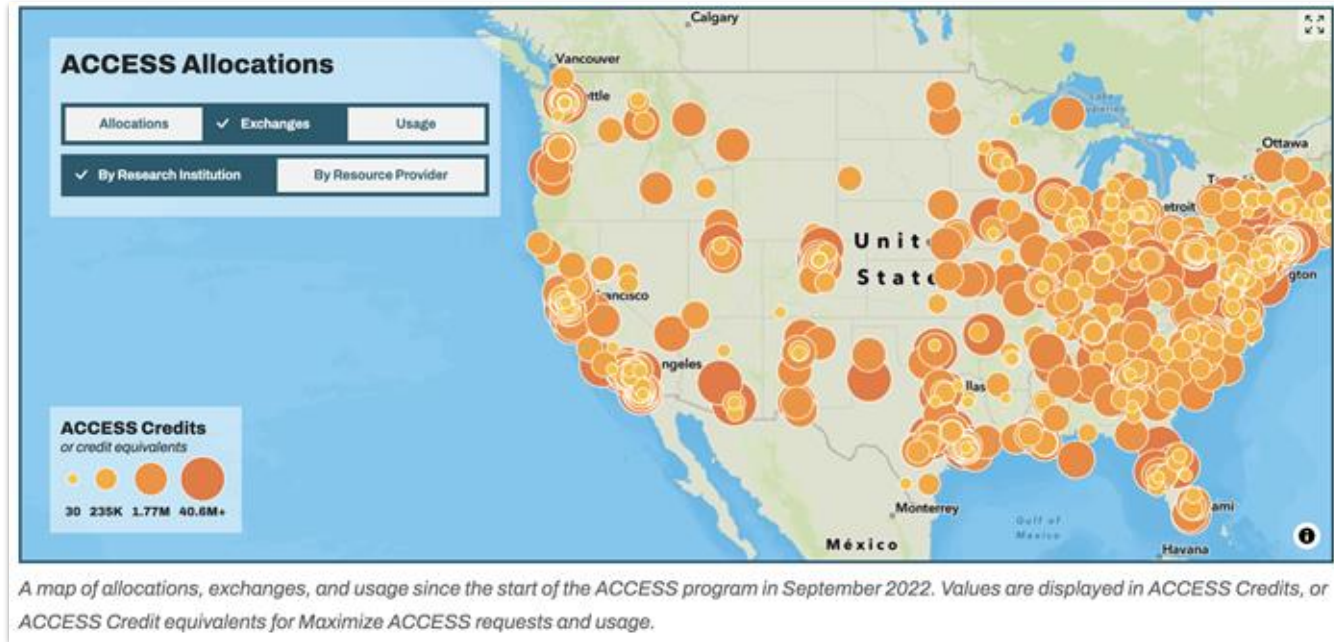 ACCESS Allocations
Allocations
✓ Exchanges
Usage
✓ By Research Institution
By Resource Provider
Calgary
Vancouver
ttle
Ottawa
etroit
Unit
State
gton
ancisco
ngeles
llas
Monterrey
Gulf of
Mexico
ami
México
Havana
ACCESS Credits
or credit equivalents
30 235K 1.77M 40.6M+
A map of allocations, exchanges, and usage since the start of the ACCESS program in September 2022. Values are displayed in ACCESS Credits, or
ACCESS Credit equivalents for Maximize ACCESS requests and usage.